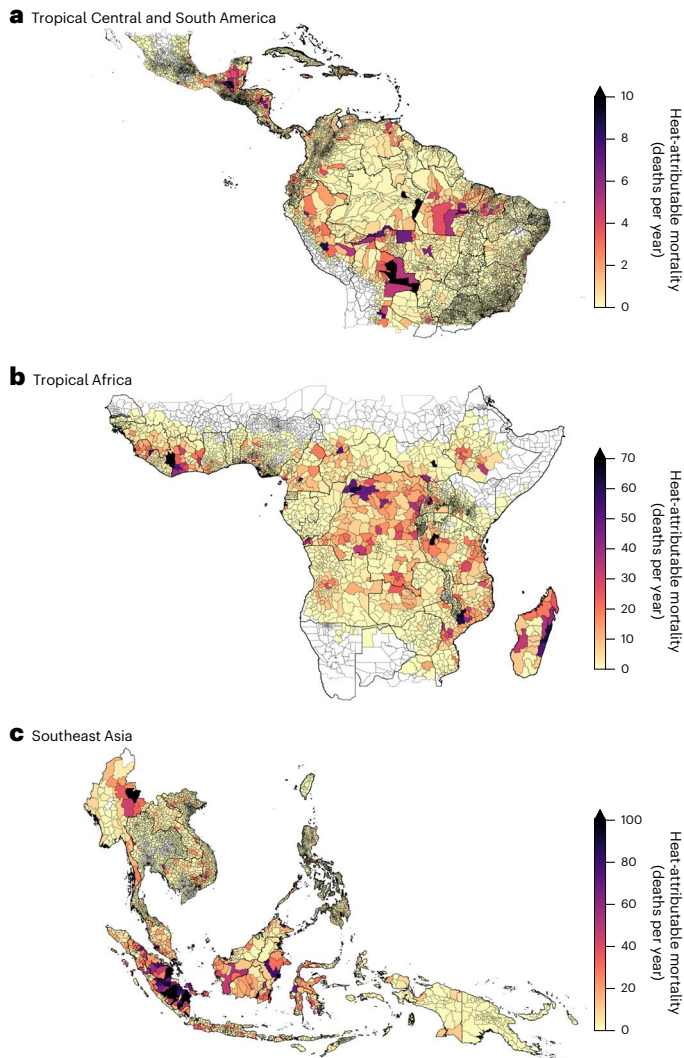 a Tropical Central and South America
10
8
6
4
2
0
Heat-attributable mortality
(deaths per year)
b Tropical Africa
70
60
50
40
30
20
10
0
Heat-attributable mortality
(deaths per year)
c Southeast Asia
100
80
60
40
20
0
Heat-attributable mortality
(deaths per year)